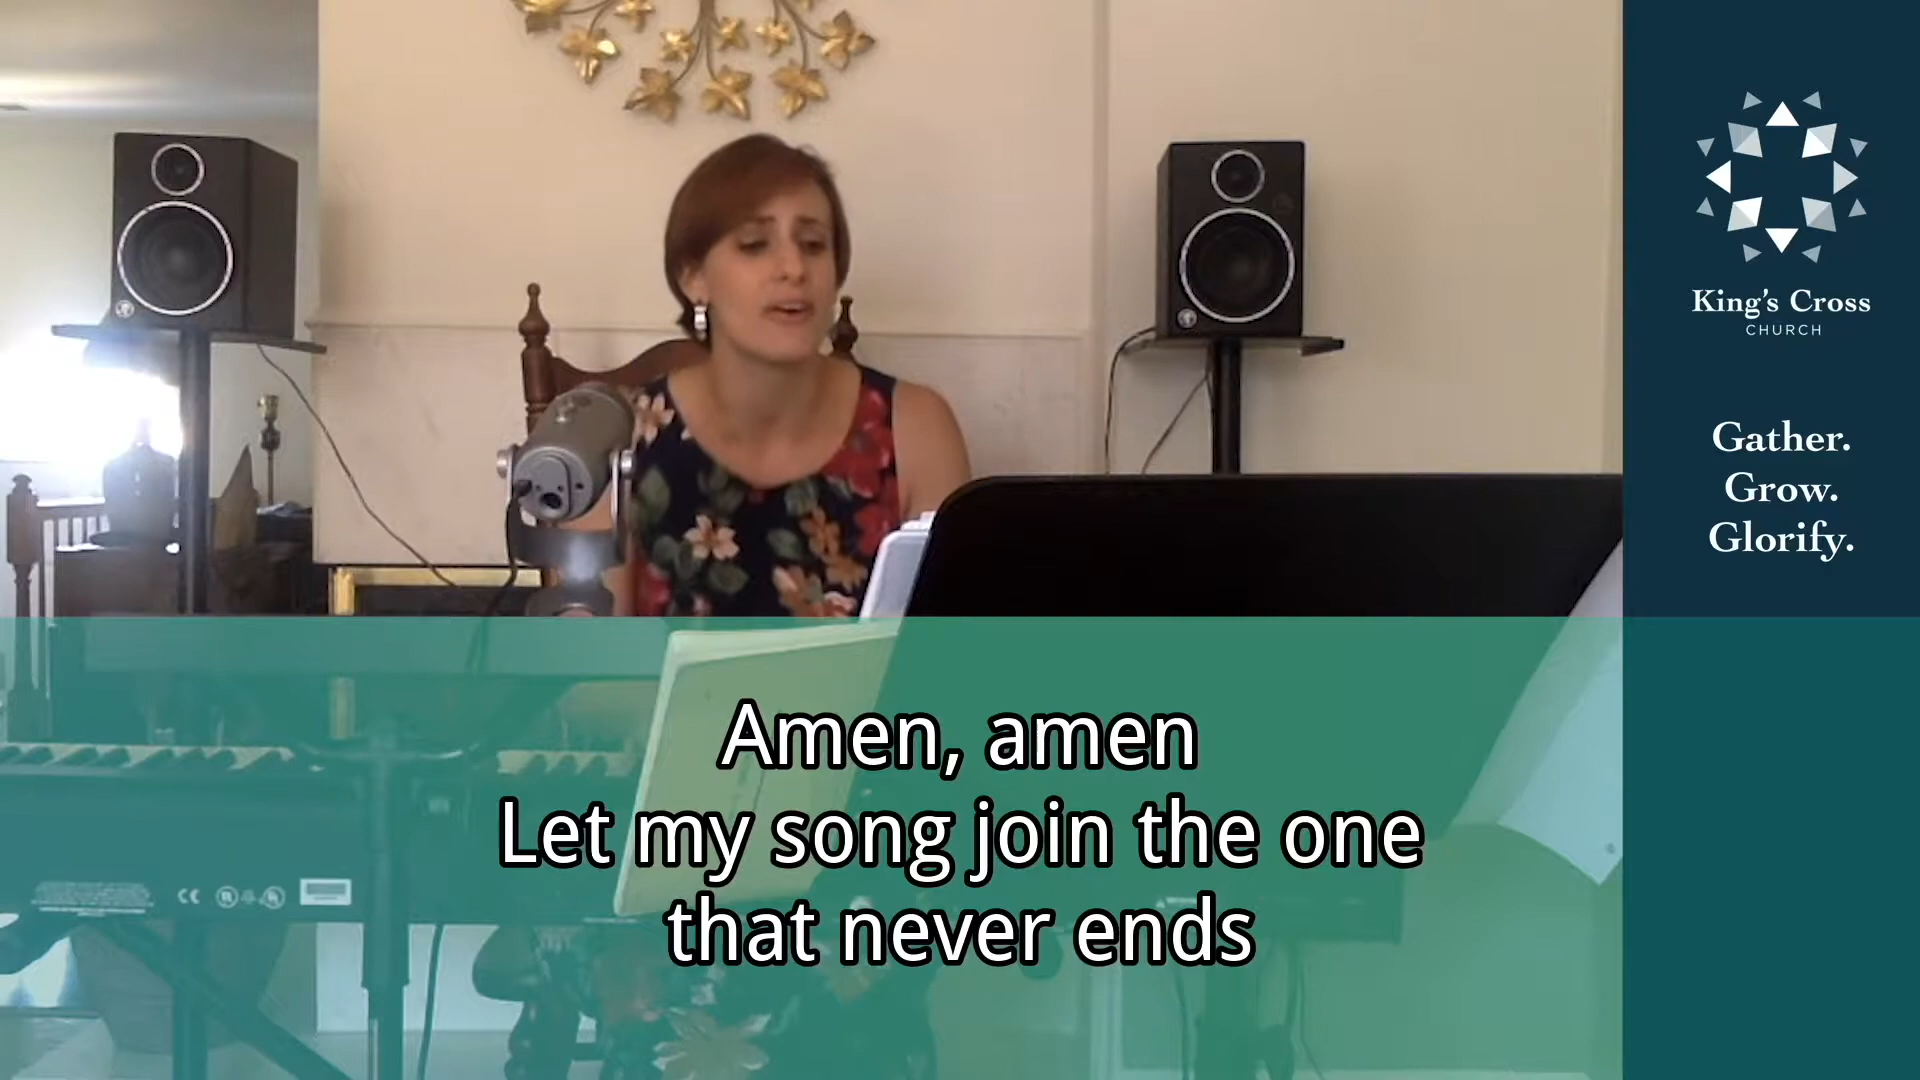 King's Cross
CHURCH
Gather.
Grow.
Glorify.
Amen, amen
Let my song join the one
that never ends